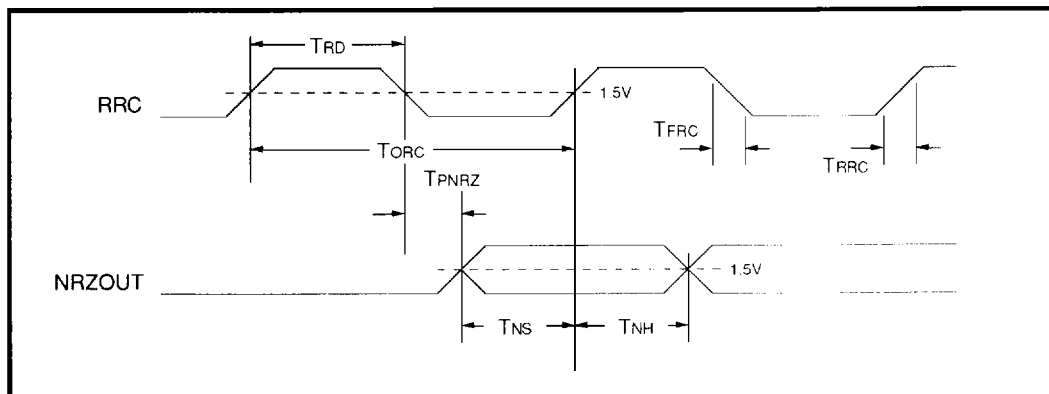 TRD
RRC
1.5V
TFRC
TORC
TRRC
TPNRZ
NRZOUT
1.5V
TNS
TNH